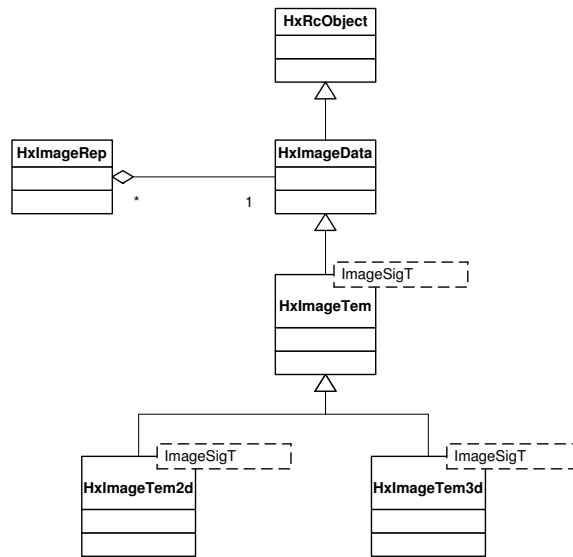 HxRcObject
HxImageRep
HxImageData
*
1
ImageSigT
HxImageTem
ImageSigT
ImageSigT
HxImageTem2d
HxImageTem3d